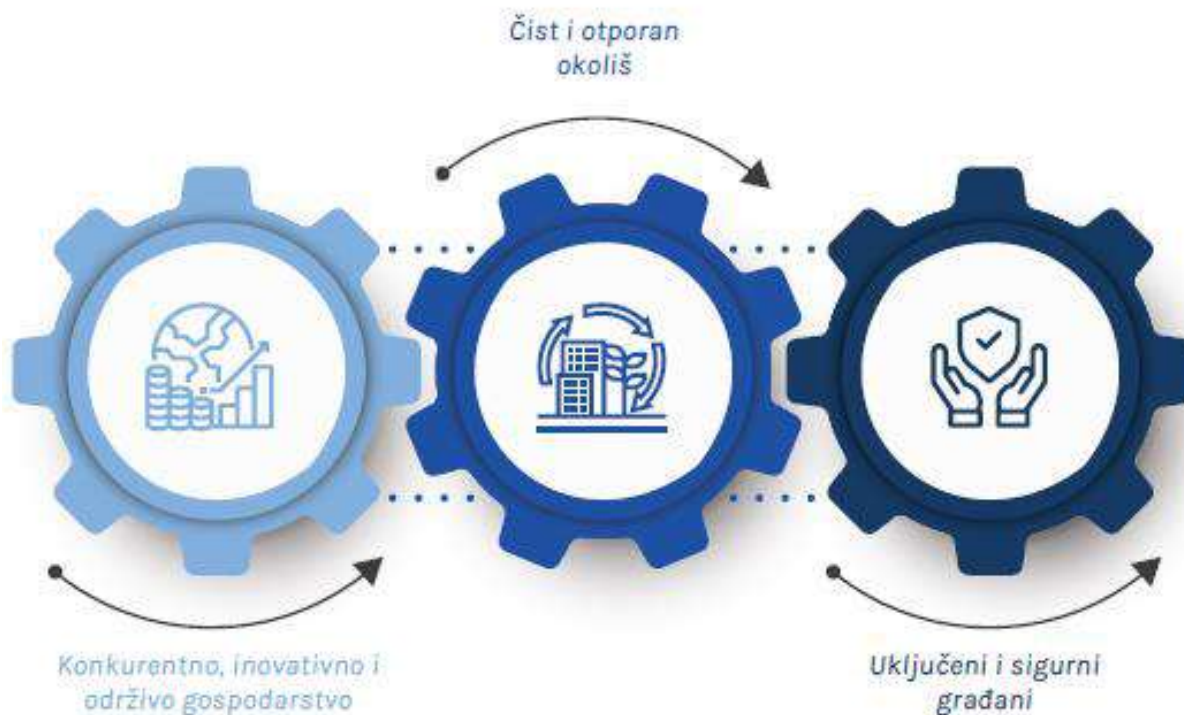 Čist i otporan
okoliš
Konkurentno, inovativno i
održivo gospodarstvo
Uključeni i sigurni
građani